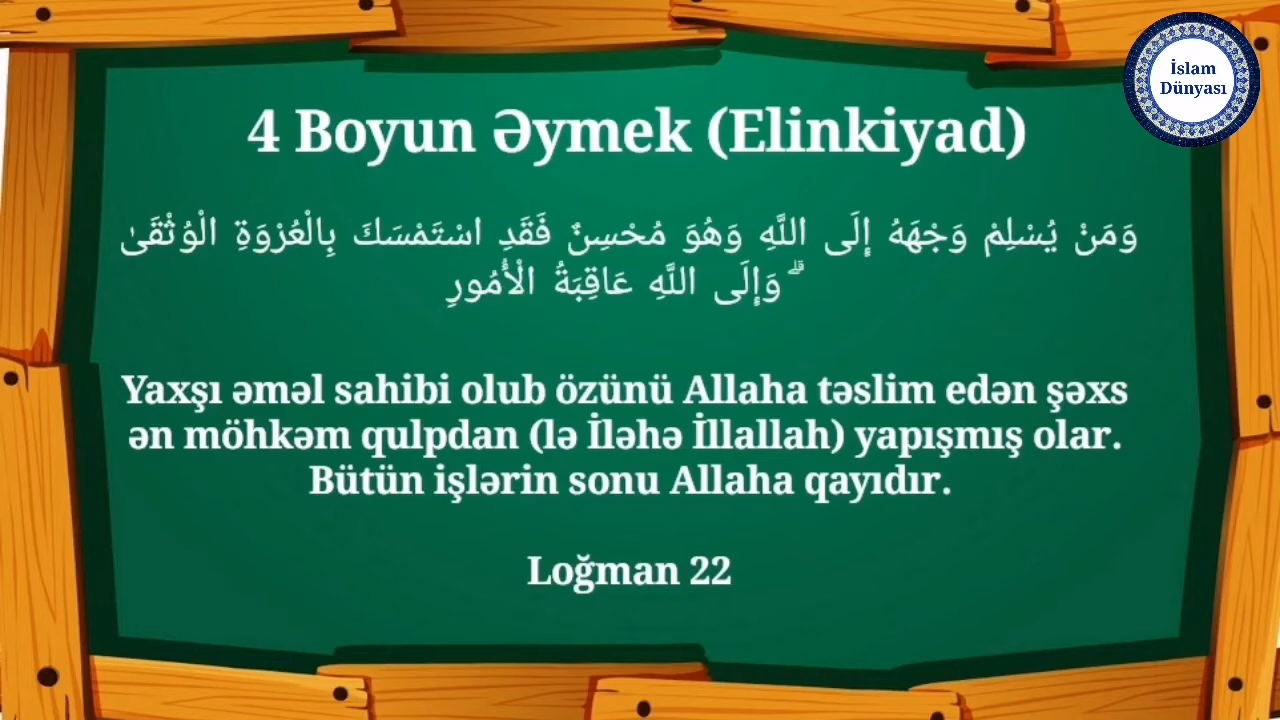 İslam
Dünyası
4 Boyun Əymek (Elinkiyad)
وَمَنْ يُسْلِمْ وَجْهَهُ إِلَى اللَّهِ وَهُوَ مُحْسِنٌ فَقَدِ اسْتَمْسَكَ بِالْعُرْوَةِ الْوُثْقَىٰ
ۗ وَإِلَى اللَّهِ عَاقِبَةُ الْأُمُورِ
Yaxşı əməl sahibi olub özünü Allaha təslim edən şəxs
ən möhkəm qulpdan (lə İləhə İllallah) yapışmış olar.
Bütün işlərin sonu Allaha qayıdır.
Loğman 22